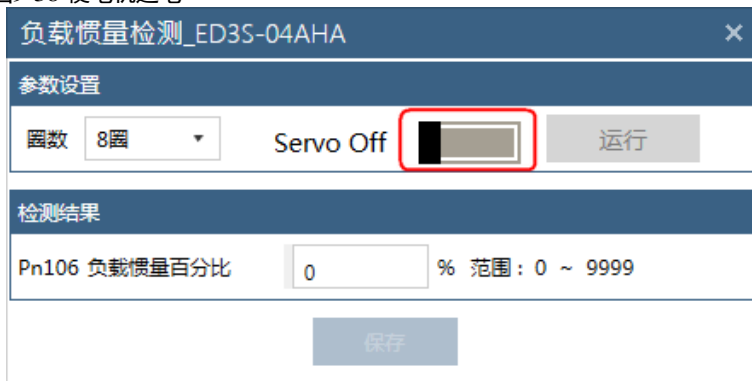 负载惯量检测_ED3S-04AHA
参数设置
圈数 8圈 Servo Off 运行
检测结果
Pn106 负载惯量百分比 0 % 范围：0 ~ 9999
保存